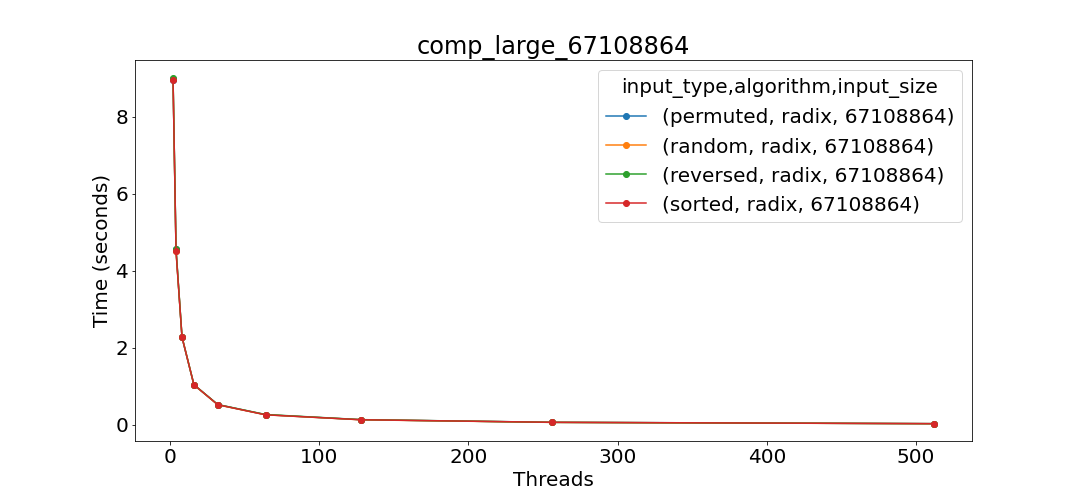 comp_large_67108864
input_type,algorithm,input_size
(permuted, radix, 67108864)
(random, radix, 67108864)
(reversed, radix, 67108864)
(sorted, radix, 67108864)
Time (seconds)
8
6
4
2
0
0 100 200 300 400 500
Threads